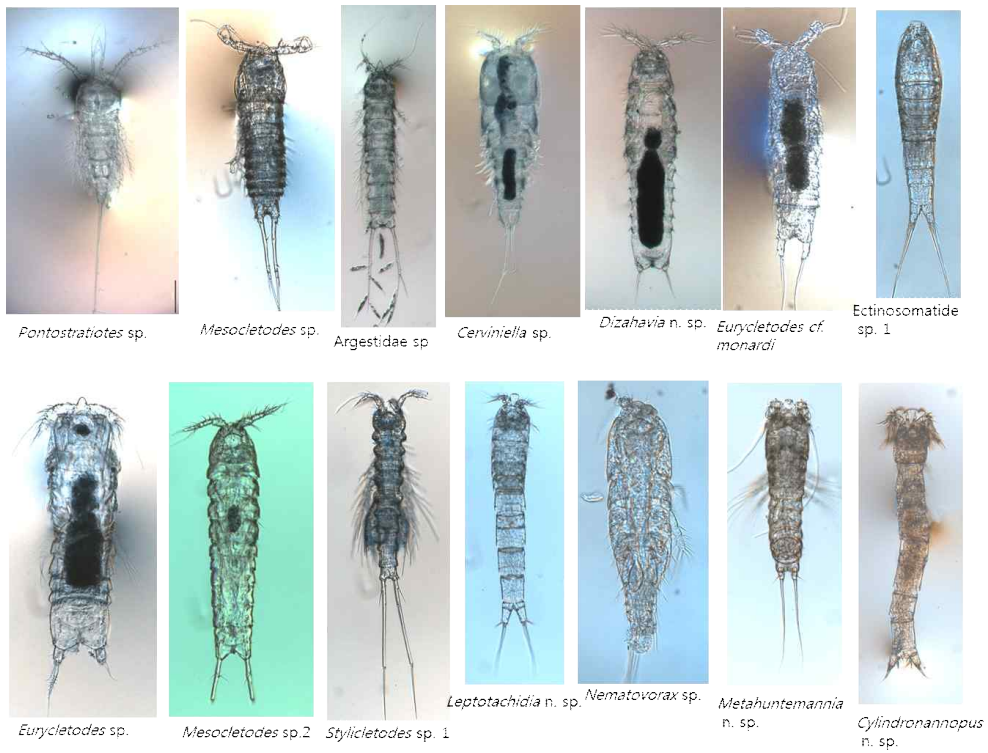 Pontostratiotes sp.
Mesocletodes sp.
Argestidae sp
Cerviniella sp.
Dizahavia n. sp.
Eurycletodes cf.
monardi
Ectinosomatide
sp. 1
Eurycletodes sp.
Mesocletodes sp.2
Stylicletodes sp. 1
Leptotachidia n. sp.
Nematovorax sp.
Metahuntemannia
n. sp.
Cylindronannopus
n. sp.